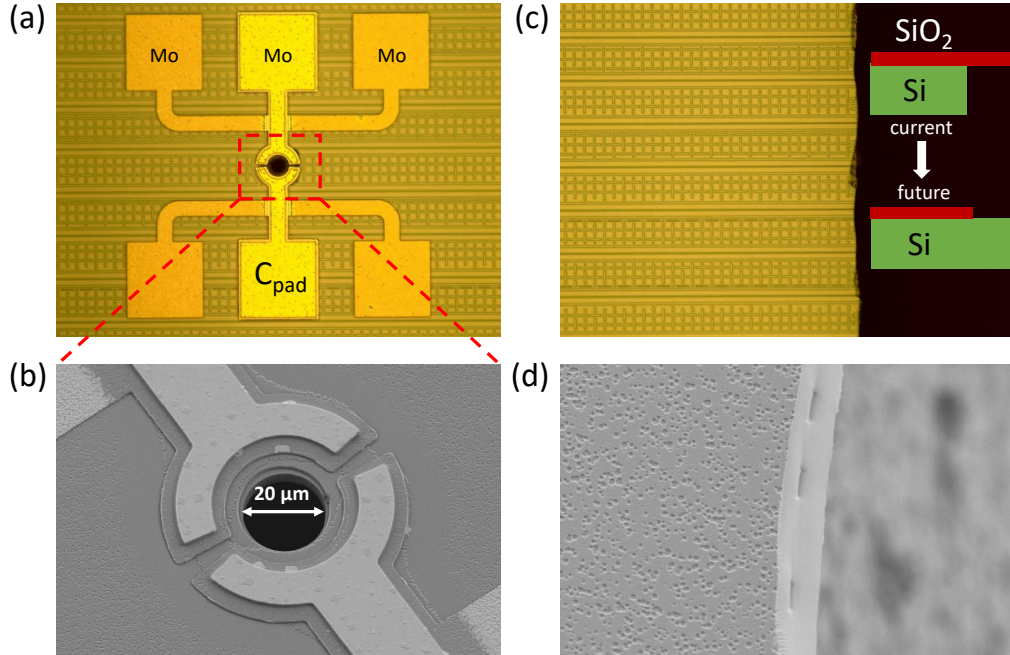 (a)
Mo Mo Mo
C_pad
(b)
20 μm
(c)
SiO₂
Si
current
future
Si
(d)